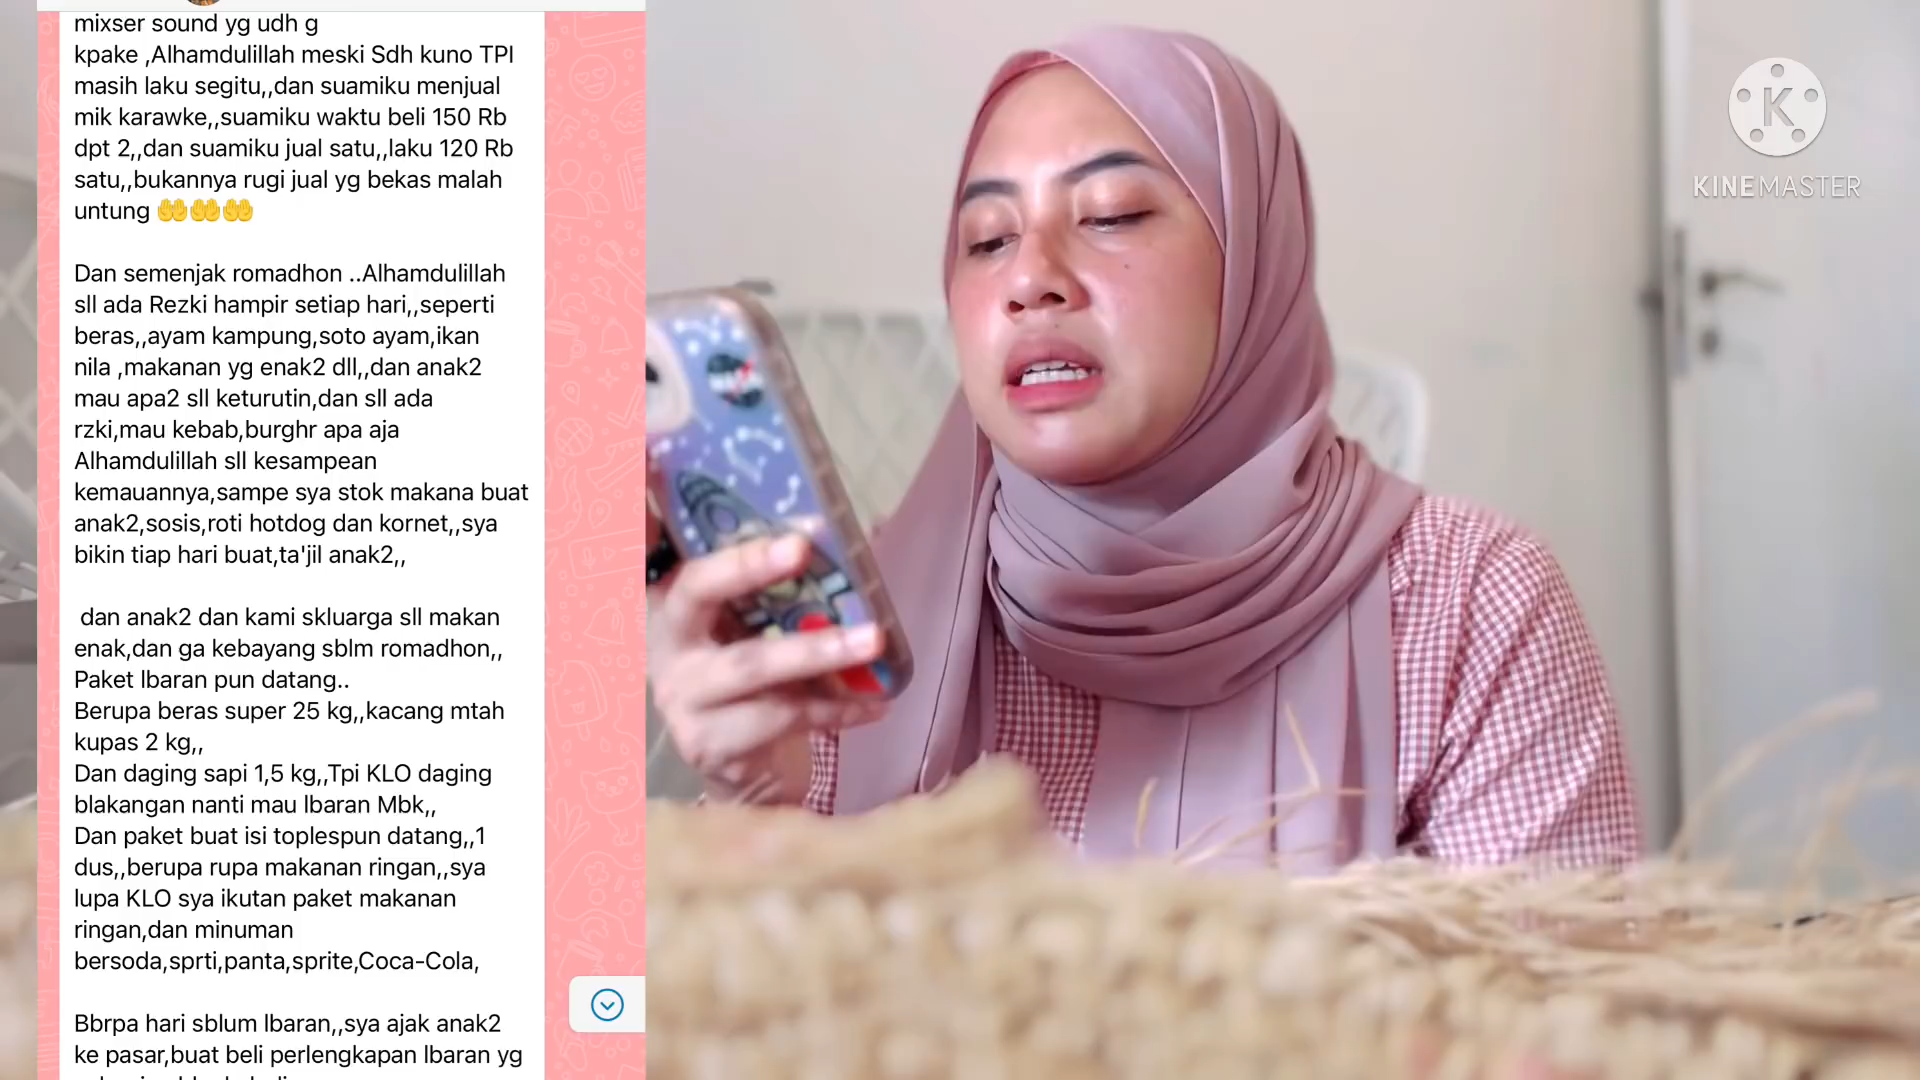 mixser sound yg udh g
kpake ,Alhamdulillah meski Sdh kuno TPI
masih laku segitu,,dan suamiku menjual
mik karawke,,suamiku waktu beli 150 Rb
dpt 2,,dan suamiku jual satu,,laku 120 Rb
satu,,bukannya rugi jual yg bekas malah
untung 🤲🤲🤲
Dan semenjak romadhon ..Alhamdulillah
sll ada Rezki hampir setiap hari,,seperti
beras,,ayam kampung,soto ayam,ikan
nila ,makanan yg enak2 dll,,dan anak2
mau apa2 sll keturutin,dan sll ada
rzki,mau kebab,burghr apa aja
Alhamdulillah sll kesampean
kemauannya,sampe sya stok makana buat
anak2,sosis,roti hotdog dan kornet,,sya
bikin tiap hari buat,ta'jil anak2,,
dan anak2 dan kami skluarga sll makan
enak,dan ga kebayang sblm romadhon,,
Paket lbaran pun datang..
Berupa beras super 25 kg,,kacang mtah
kupas 2 kg,,
Dan daging sapi 1,5 kg,,Tpi KLO daging
blakangan nanti mau lbaran Mbk,,
Dan paket buat isi toplespun datang,,1
dus,,berupa rupa makanan ringan,,sya
lupa KLO sya ikutan paket makanan
ringan,dan minuman
bersoda,sprti,panta,sprite,Coca-Cola,
Bbrpa hari sblum lbaran,,sya ajak anak2
ke pasar,buat beli perlengkapan lbaran yg
K
KINEMASTER